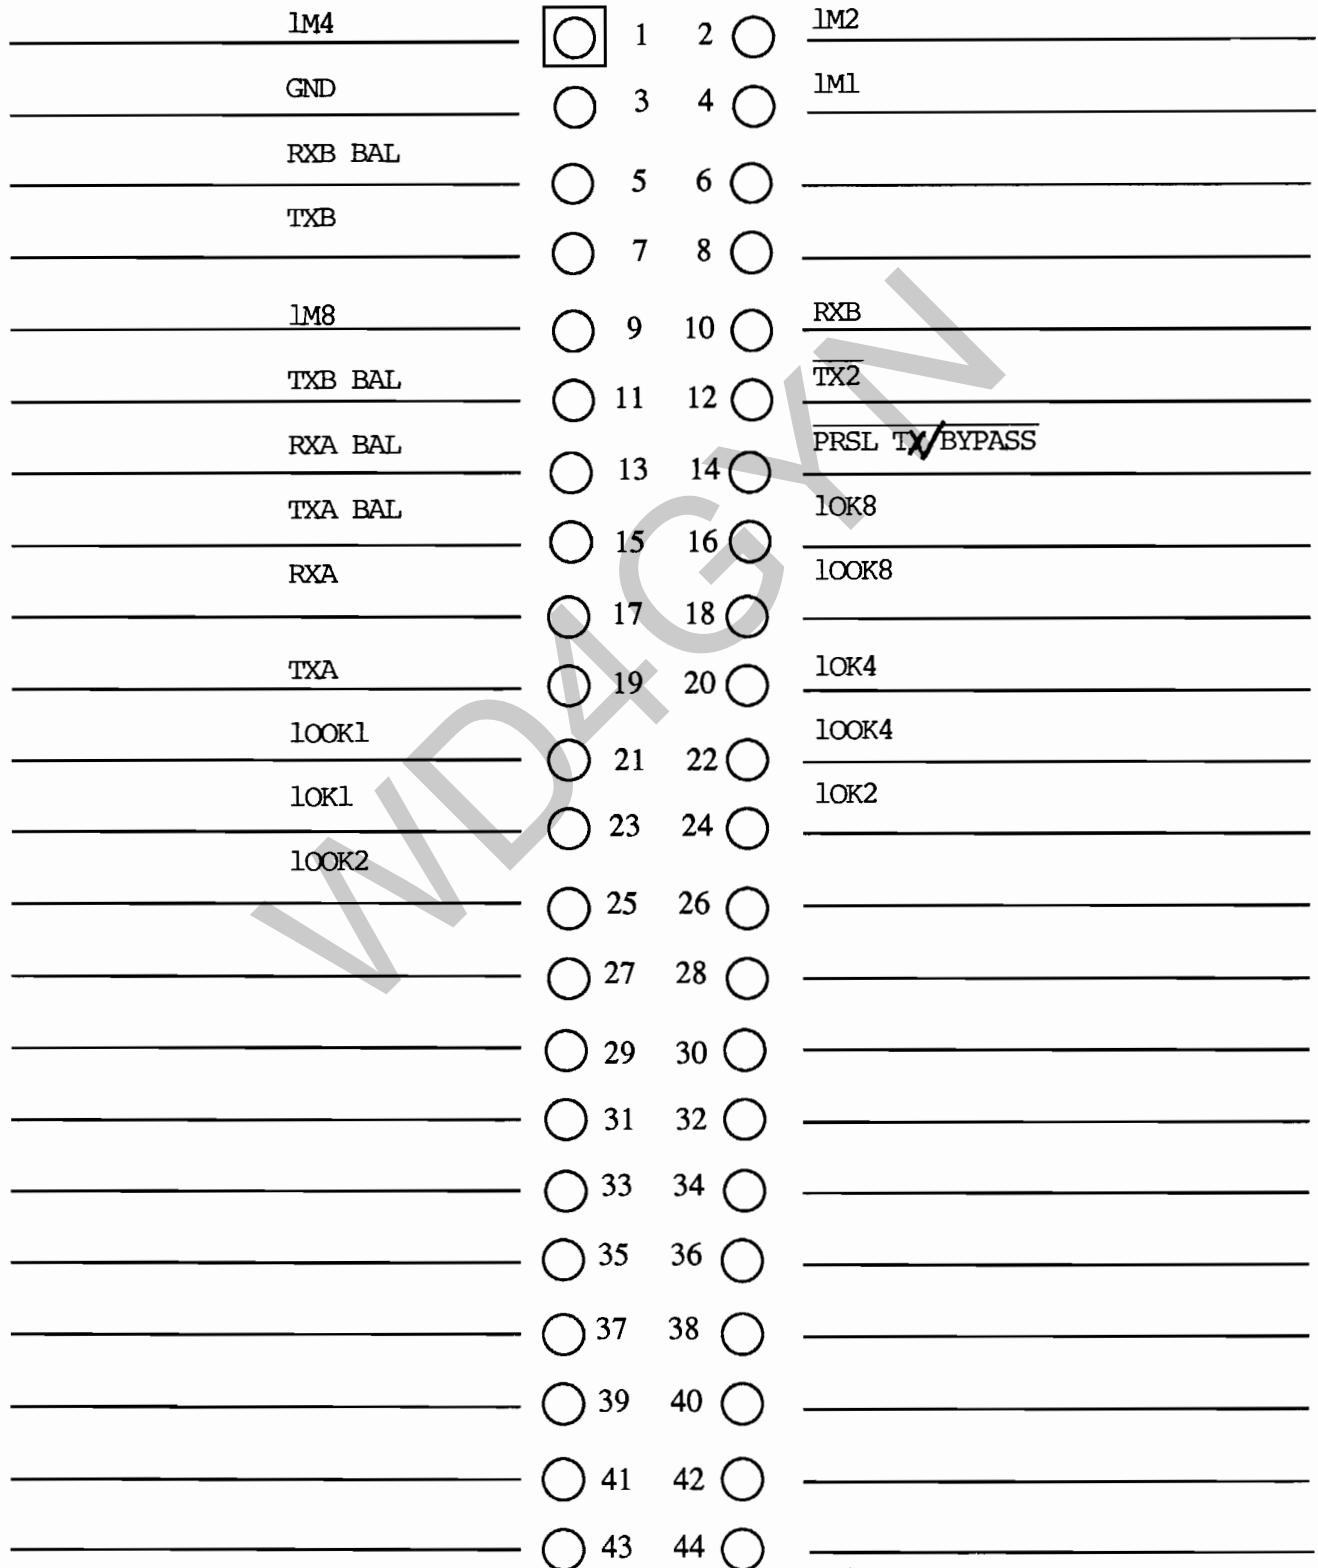 1M4 1 2 1M2
GND 3 4 1M1
RXB BAL 5 6
TXB 7 8
1M8 9 10 RXB
TXB BAL 11 12 TX2
RXA BAL 13 14 PRSL TX/BYPASS
TXA BAL 15 16 10K8
RXA 17 18 100K8
TXA 19 20 10K4
100K1 21 22 100K4
10K1 23 24 10K2
100K2 25 26
27 28
29 30
31 32
33 34
35 36
37 38
39 40
41 42
43 44
WD4GYN